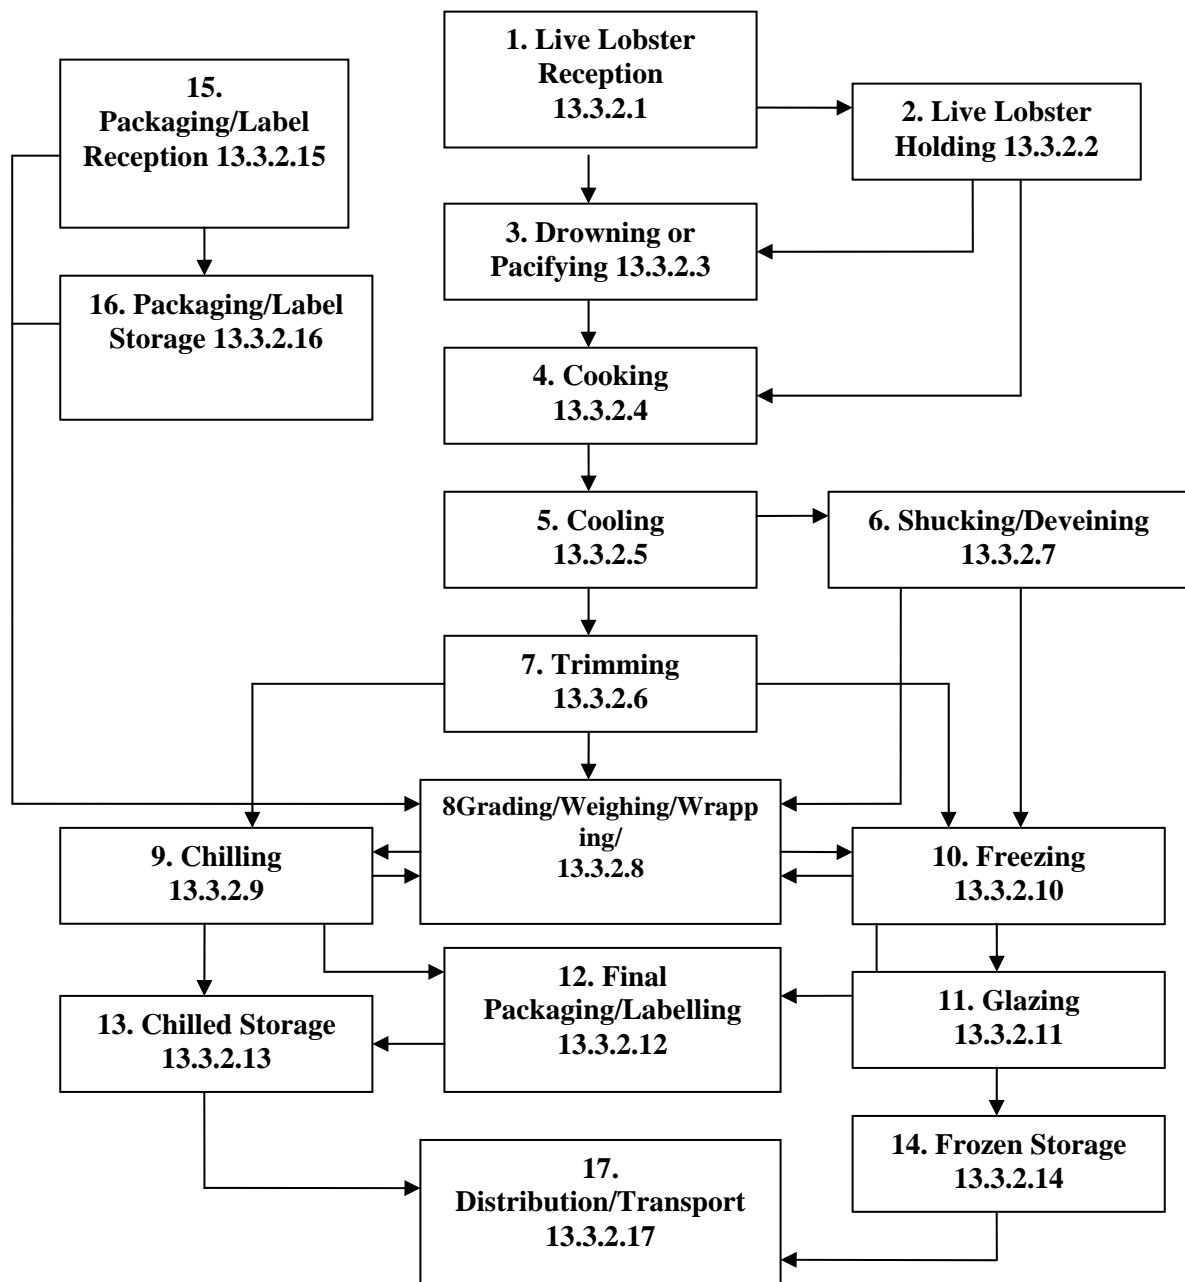 1. Live Lobster
Reception
13.3.2.1
15.
Packaging/Label
Reception 13.3.2.15
2. Live Lobster
Holding 13.3.2.2
3. Drowning or
Pacifying 13.3.2.3
16. Packaging/Label
Storage 13.3.2.16
4. Cooking
13.3.2.4
5. Cooling
13.3.2.5
6. Shucking/Deveining
13.3.2.7
7. Trimming
13.3.2.6
8Grading/Weighing/Wrapp
ing/
13.3.2.8
9. Chilling
13.3.2.9
10. Freezing
13.3.2.10
12. Final
Packaging/Labelling
13.3.2.12
11. Glazing
13.3.2.11
13. Chilled Storage
13.3.2.13
14. Frozen Storage
13.3.2.14
17.
Distribution/Transport
13.3.2.17